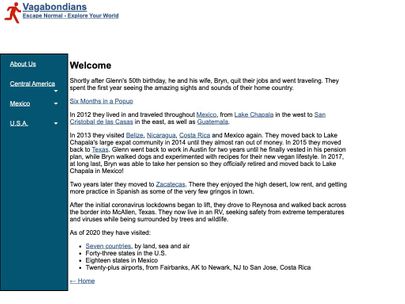 Vagabondians
Escape Normal - Explore Your World
About Us
Central America
Mexico
U.S.A.
Welcome
Shortly after Glenn's 50th birthday, he and his wife, Bryn, quit their jobs and went traveling. They
spent the first year seeing the amazing sights and sounds of their home country.
Six Months in a Popup
In 2012 they lived in and traveled throughout Mexico, from Lake Chapala in the west to San
Cristobal de las Casas in the east, as well as Guatemala.
In 2013 they visited Belize, Nicaragua, Costa Rica and Mexico again. They moved back to Lake
Chapala's large expat community in 2014 until they almost ran out of money. In 2015 they moved
back to Texas. Glenn went back to work in Austin for two years until he finally vested in his pension
plan, while Bryn walked dogs and experimented with recipes for their new vegan lifestyle. In 2017,
at long last, Bryn was able to take her pension so they officially retired and moved back to Lake
Chapala in Mexico!
Two years later they moved to Zacatecas. There they enjoyed the high desert, low rent, and getting
more practice in Spanish as some of the very few gringos in town.
After the initial coronavirus lockdowns began to lift, they drove to Reynosa and walked back across
the border into McAllen, Texas. They now live in an RV, seeking safety from extreme temperatures
and viruses while being surrounded by trees and wildlife.
As of 2020 they have visited:
Seven countries, by land, sea and air
Forty-three states in the U.S.
Eighteen states in Mexico
Twenty-plus airports, from Fairbanks, AK to Newark, NJ to San Jose, Costa Rica
← Home